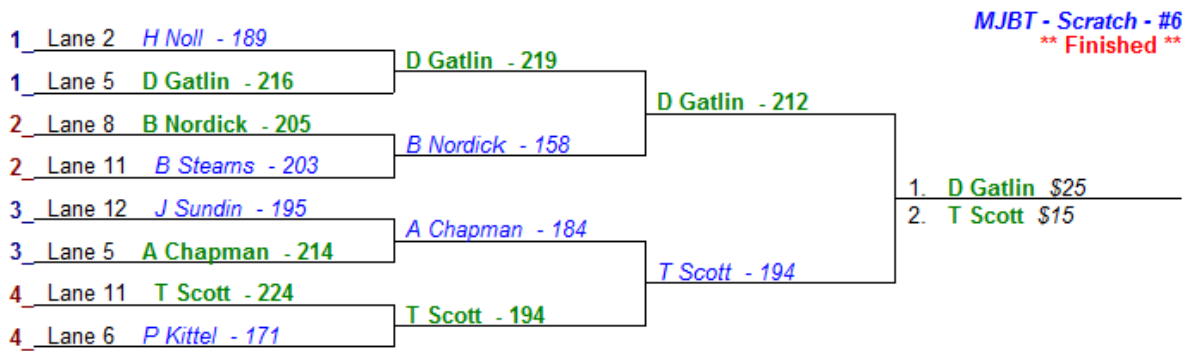 MJBT - Scratch - #6
** Finished **
1_ Lane 2 H Noll - 189
D Gatlin - 219
1_ Lane 5 D Gatlin - 216
D Gatlin - 212
2_ Lane 8 B Nordick - 205
B Nordick - 158
2_ Lane 11 B Stearns - 203
1. D Gatlin $25
2. T Scott $15
3_ Lane 12 J Sundin - 195
A Chapman - 184
3_ Lane 5 A Chapman - 214
T Scott - 194
4_ Lane 11 T Scott - 224
T Scott - 194
4_ Lane 6 P Kittel - 171